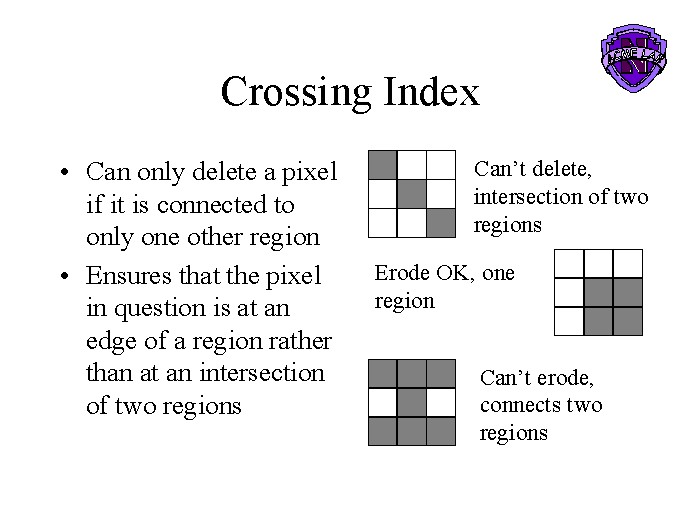 Crossing Index
• Can only delete a pixel
if it is connected to
only one other region
• Ensures that the pixel
in question is at an
edge of a region rather
than at an intersection
of two regions
Can’t delete,
intersection of two
regions
Erode OK, one
region
Can’t erode,
connects two
regions